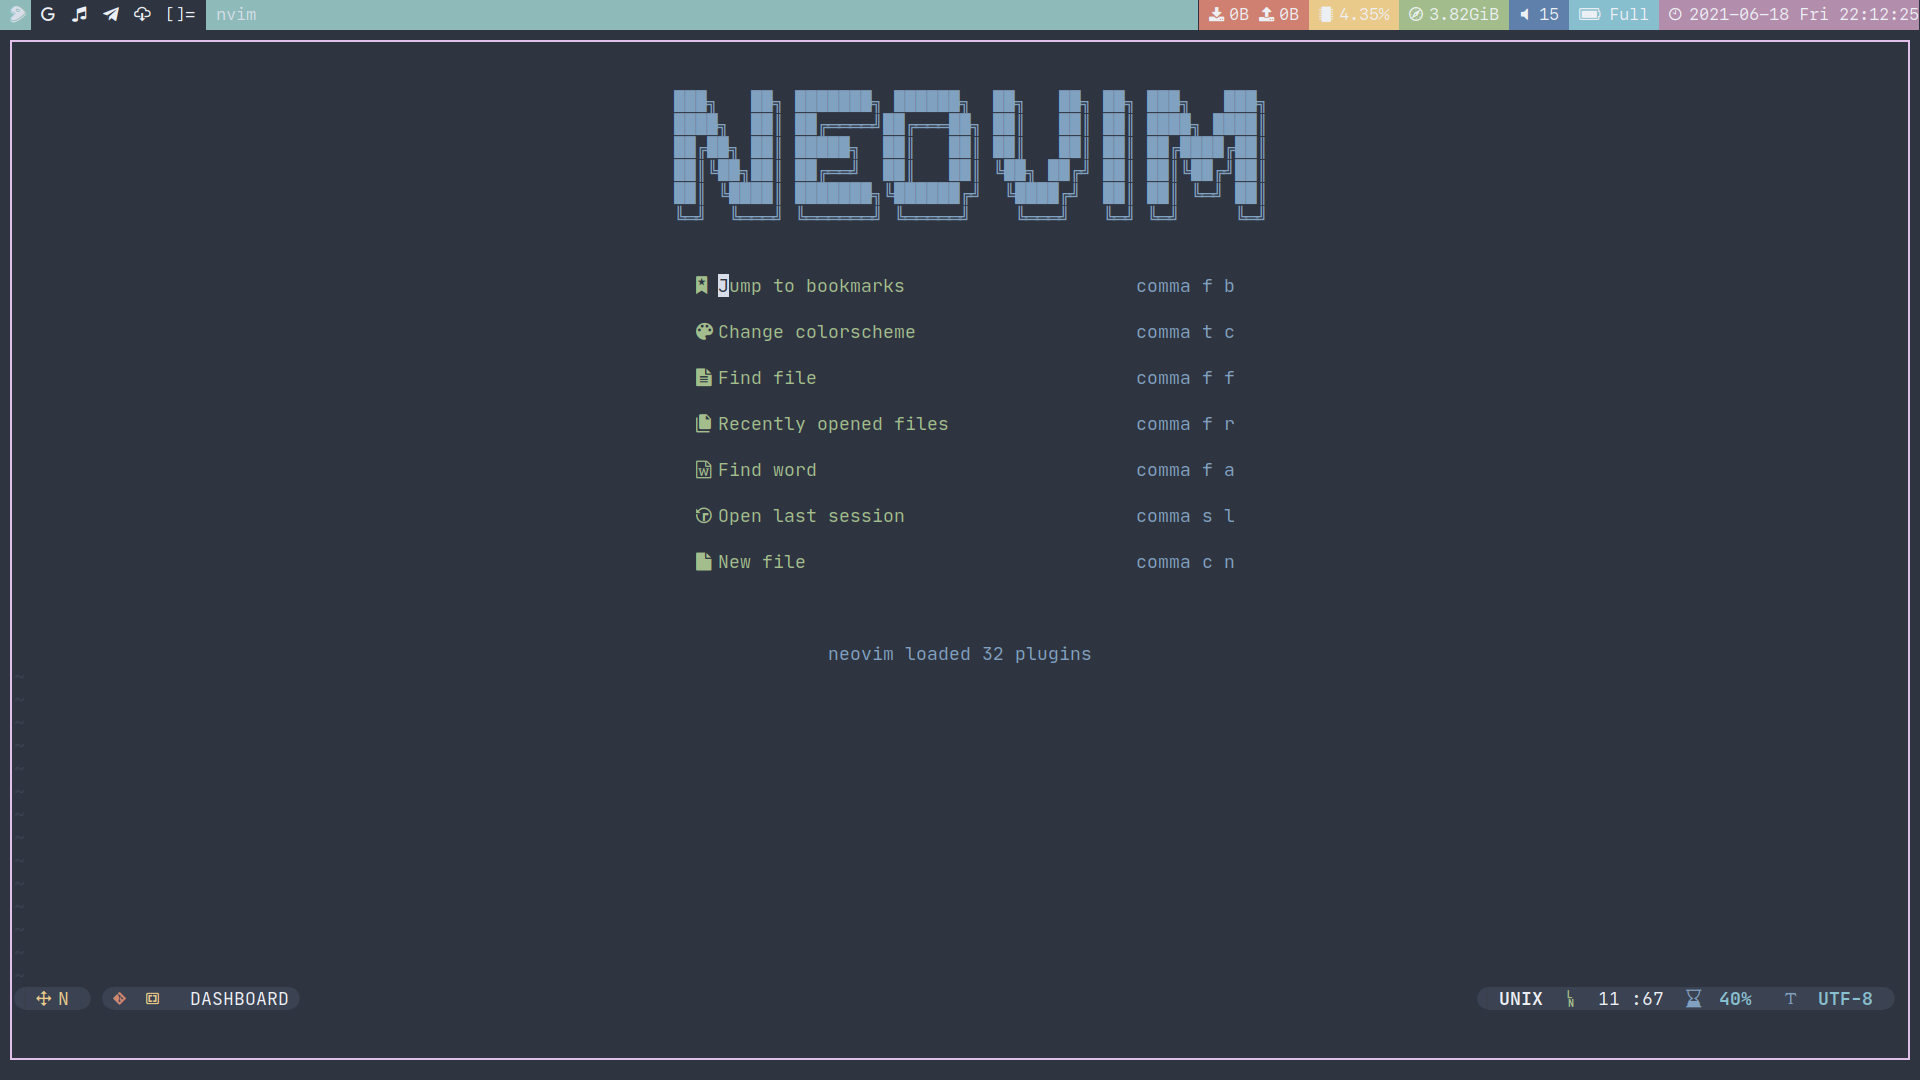 []= nvim 0B 0B 4.35% 3.82GiB 15 Full 2021-06-18 Fri 22:12:25
NEOVIM
Jump to bookmarks comma f b
Change colorscheme comma t c
Find file comma f f
Recently opened files comma f r
Find word comma f a
Open last session comma s l
New file comma c n
neovim loaded 32 plugins
~
~
~
~
~
~
~
~
~
~
~
~
~
~
N DASHBOARD UNIX LN 11 :67 40% T UTF-8